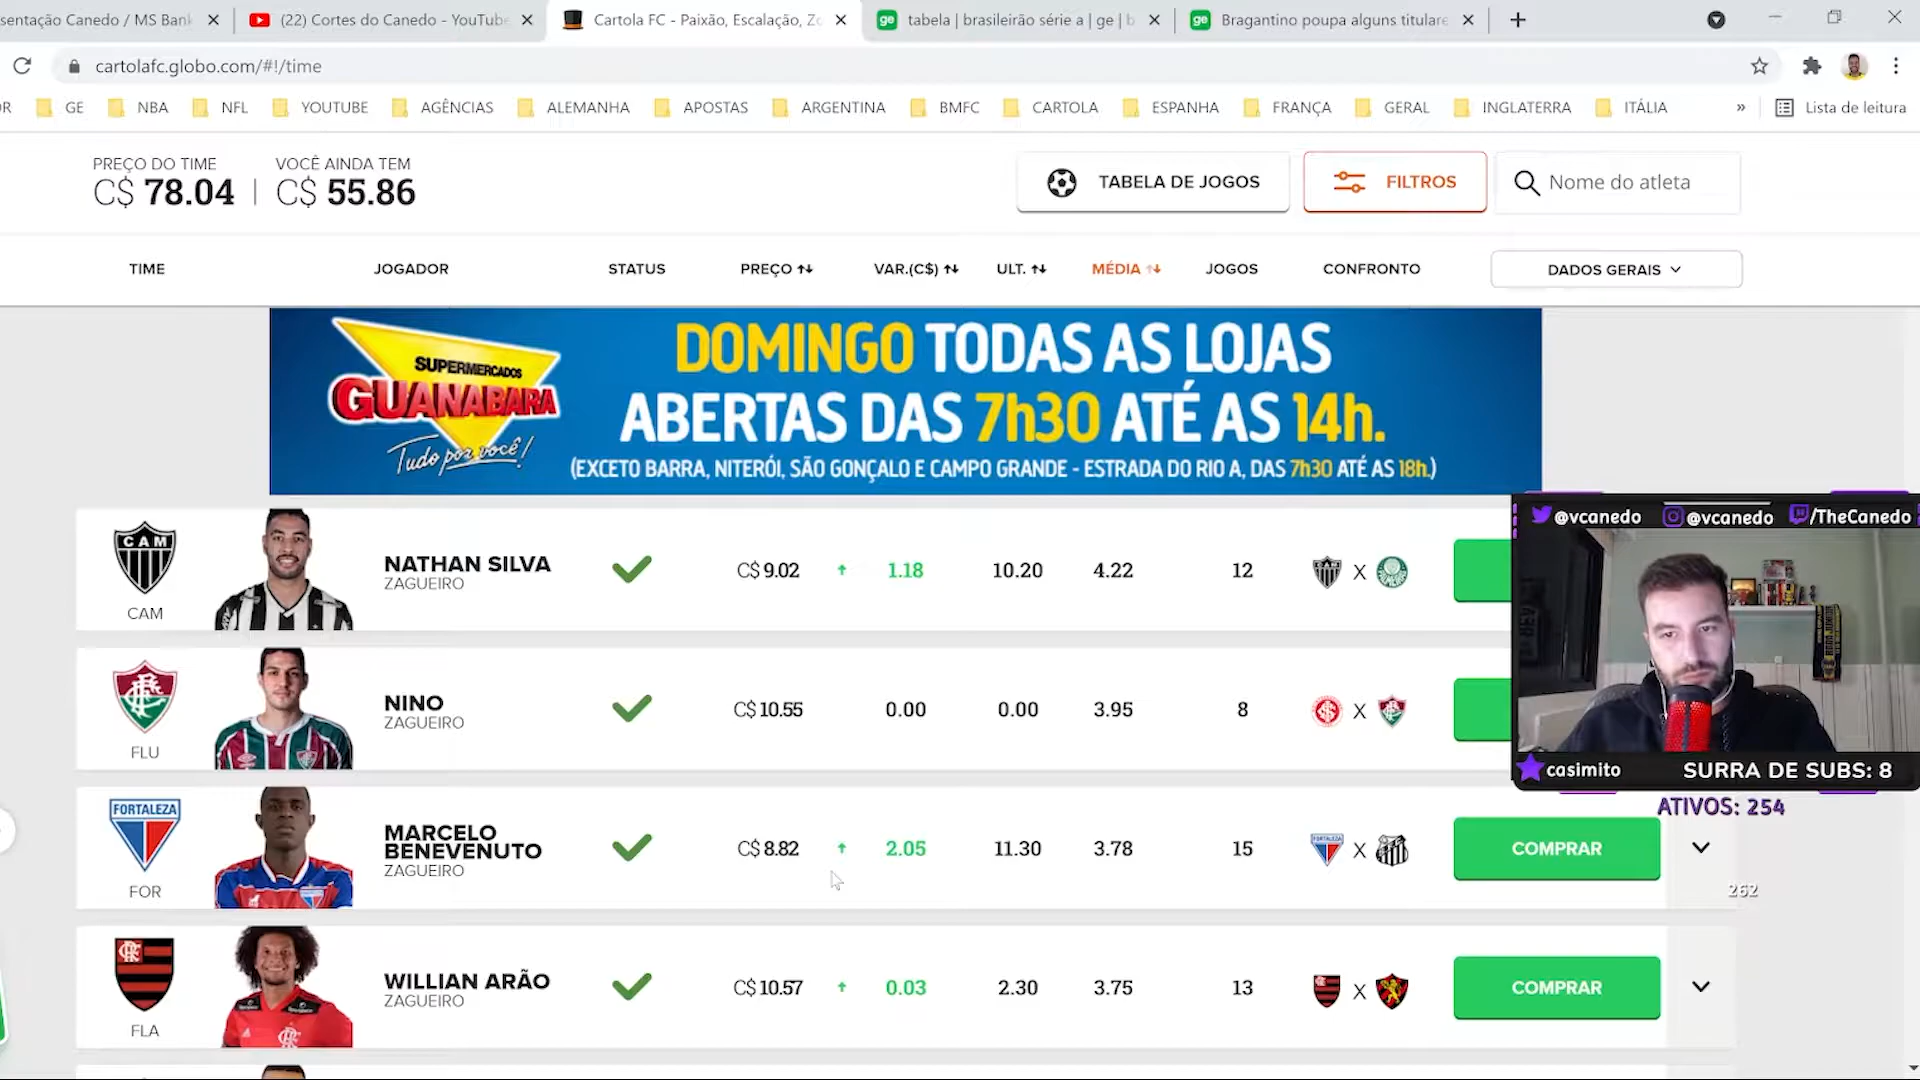 sentação Canedo / MS Bank
(22) Cortes do Canedo - YouTube
Cartola FC - Paixão, Escalação, Zo
ge tabela | brasileirão série a | ge | b
ge Bragantino poupa alguns titulare
cartolafc.globo.com/#!/time
OR
GE
NBA
NFL
YOUTUBE
AGÊNCIAS
ALEMANHA
APOSTAS
ARGENTINA
BMFC
CARTOLA
ESPANHA
FRANÇA
GERAL
INGLATERRA
ITÁLIA
»
Lista de leitura
PREÇO DO TIME
C$ 78.04
VOCÊ AINDA TEM
C$ 55.86
TABELA DE JOGOS
FILTROS
Nome do atleta
TIME JOGADOR STATUS PREÇO VAR.(C$) ULT. MÉDIA JOGOS CONFRONTO DADOS GERAIS
SUPERMERCADOS
GUANABARA
Tudo por você!
DOMINGO TODAS AS LOJAS
ABERTAS DAS 7h30 ATÉ AS 14h.
(EXCETO BARRA, NITERÓI, SÃO GONÇALO E CAMPO GRANDE - ESTRADA DO RIO A, DAS 7h30 ATÉ AS 18h.)
CAM
CAM
NATHAN SILVA
ZAGUEIRO
C$ 9.02 1.18 10.20 4.22 12 X
FLU
NINO
ZAGUEIRO
C$ 10.55 0.00 0.00 3.95 8 X
FORTALEZA
FOR
MARCELO
BENEVENUTO
ZAGUEIRO
C$ 8.82 2.05 11.30 3.78 15 FORTALEZA X
COMPRAR
FLA
WILLIAN ARÃO
ZAGUEIRO
C$ 10.57 0.03 2.30 3.75 13 X
COMPRAR
@vcanedo @vcanedo /TheCanedo
casimito SURRA DE SUBS: 8
ATIVOS: 254
262